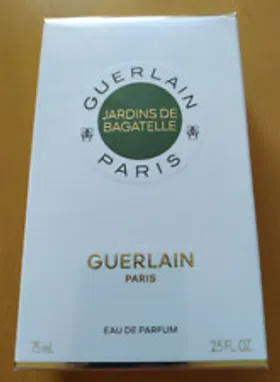 GUERLAIN
JARDINS DE
BAGATELLE
PARIS
GUERLAIN
PARIS
EAU DE PARFUM
75 mL 2.5 FL. OZ.